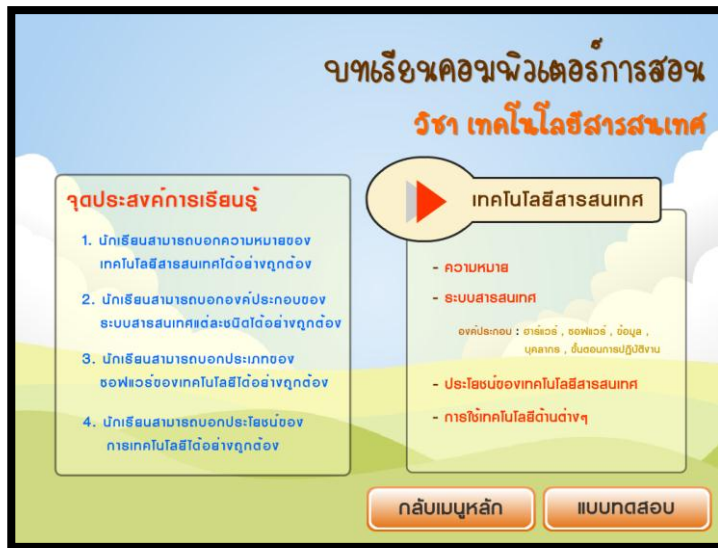 บทเรียนคอมพิวเตอร์การสอน
วิชา เทคโนโลยีสารสนเทศ
จุดประสงค์การเรียนรู้
1. นักเรียนสามารถบอกความหมายของ
เทคโนโลยีสารสนเทศได้อย่างถูกต้อง
2. นักเรียนสามารถบอกองค์ประกอบของ
ระบบสารสนเทศแต่ละชนิดได้อย่างถูกต้อง
3. นักเรียนสามารถบอกประเภทของ
ซอฟแวร์ของเทคโนโลยีได้อย่างถูกต้อง
4. นักเรียนสามารถบอกประโยชน์ของ
การเทคโนโลยีได้อย่างถูกต้อง
เทคโนโลยีสารสนเทศ
- ความหมาย
- ระบบสารสนเทศ
องค์ประกอบ : ฮาร์แวร์ , ซอฟแวร์ , ข้อมูล ,
บุคลากร , ขั้นตอนการปฏิบัติงาน
- ประโยชน์ของเทคโนโลยีสารสนเทศ
- การใช้เทคโนโลยีด้านต่างๆ
กลับเมนูหลัก
แบบทดสอบ